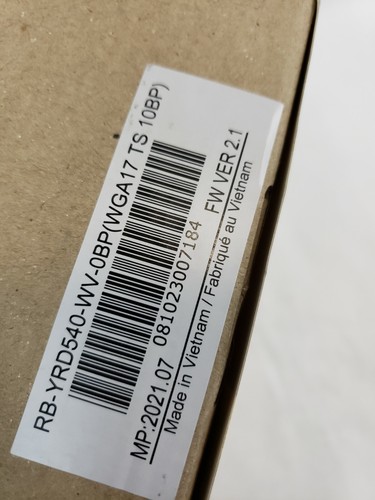 RB-YRD540-WV-0BP(WGA17 TS 10BP)
081023007184 FW VER 2.1
MP:2021.07 Made in Vietnam / Fabriqué au Vietnam